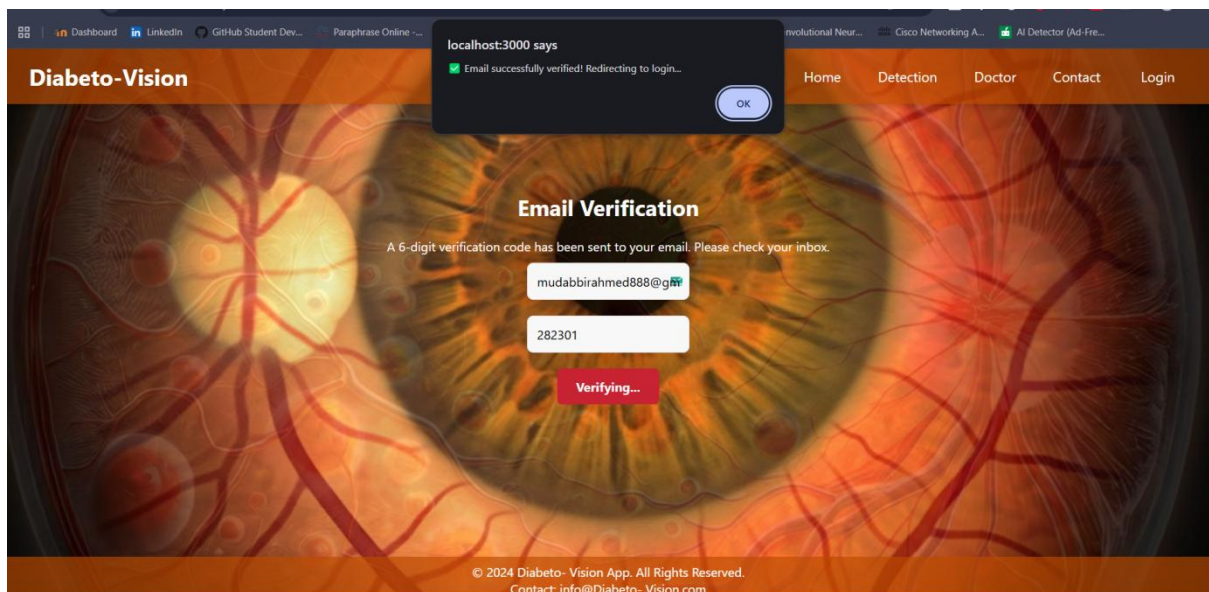 Dashboard LinkedIn GitHub Student Dev... Paraphrase Online -... nvolutional Neur... Cisco Networking A... AI Detector (Ad-Fre...
localhost:3000 says
✅ Email successfully verified! Redirecting to login...
OK
Diabeto-Vision Home Detection Doctor Contact Login
Email Verification
A 6-digit verification code has been sent to your email. Please check your inbox.
mudabbirahmed888@gm
282301
Verifying...
© 2024 Diabeto- Vision App. All Rights Reserved.
Contact: info@Diabeto- Vision.com